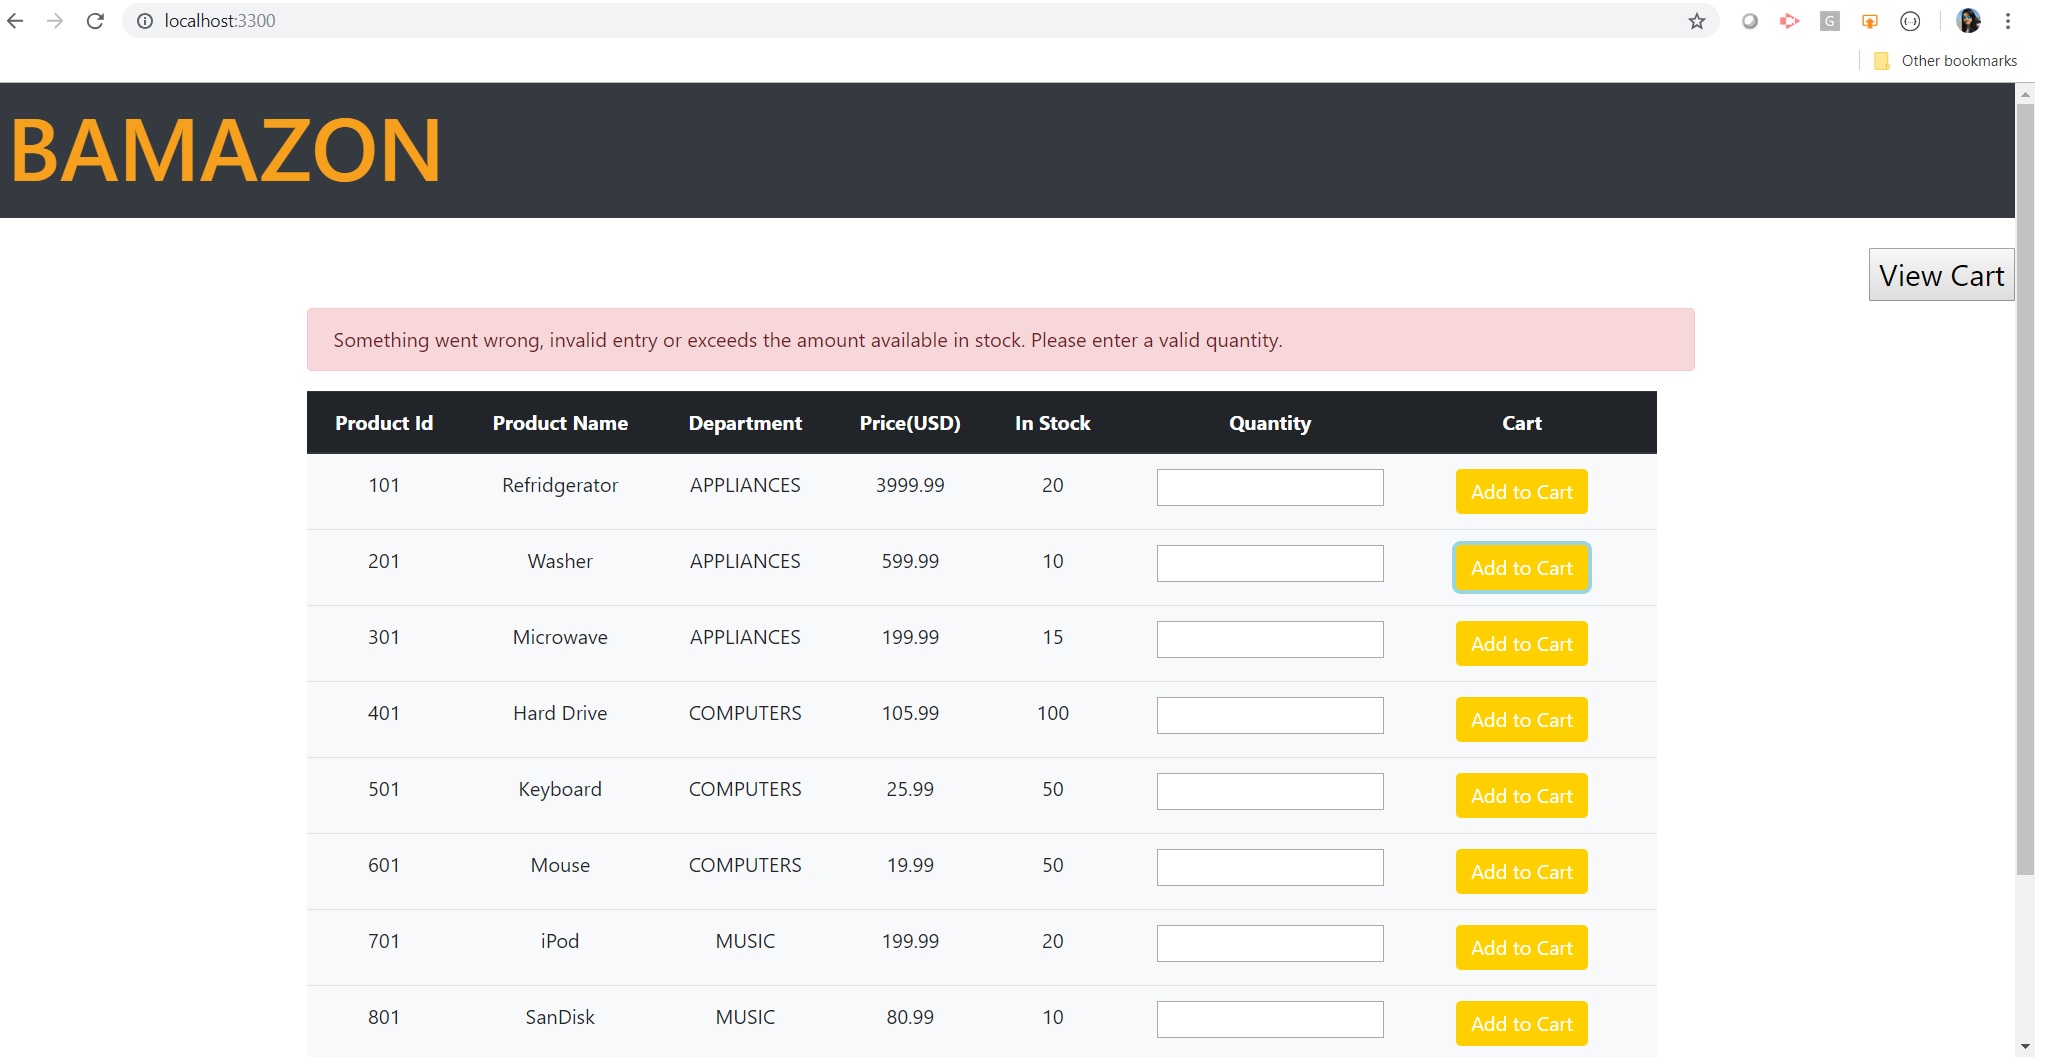 localhost:3300
Other bookmarks
BAMAZON
View Cart
Something went wrong, invalid entry or exceeds the amount available in stock. Please enter a valid quantity.
Product Id Product Name Department Price(USD) In Stock Quantity Cart
101 Refridgerator APPLIANCES 3999.99 20 Add to Cart
201 Washer APPLIANCES 599.99 10 Add to Cart
301 Microwave APPLIANCES 199.99 15 Add to Cart
401 Hard Drive COMPUTERS 105.99 100 Add to Cart
501 Keyboard COMPUTERS 25.99 50 Add to Cart
601 Mouse COMPUTERS 19.99 50 Add to Cart
701 iPod MUSIC 199.99 20 Add to Cart
801 SanDisk MUSIC 80.99 10 Add to Cart